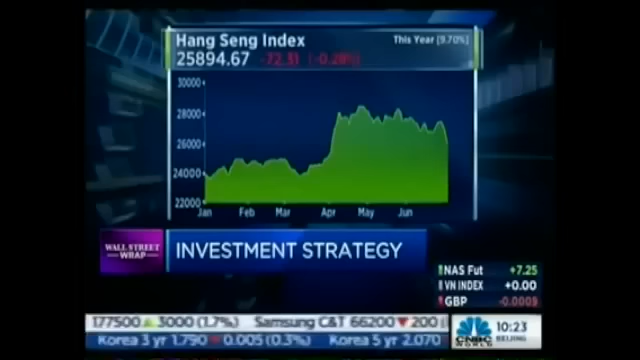 Hang Seng Index
This Year [9.70%]
25894.67 -72.31 (-0.28%)
30000
28000
26000
24000
22000
Jan Feb Mar Apr May Jun
WALL STREET
WRAP
INVESTMENT STRATEGY
NAS Fut +7.25
VN INDEX +0.00
GBP -0.0009
177500 ▲ 3000 (1.7%) Samsung C&T 66200 ▼ 200
Korea 3 yr 1.790 ▼ 0.005 (0.3%) Korea 5 yr 2.070
CNBC
WORLD
10:23
BEIJING